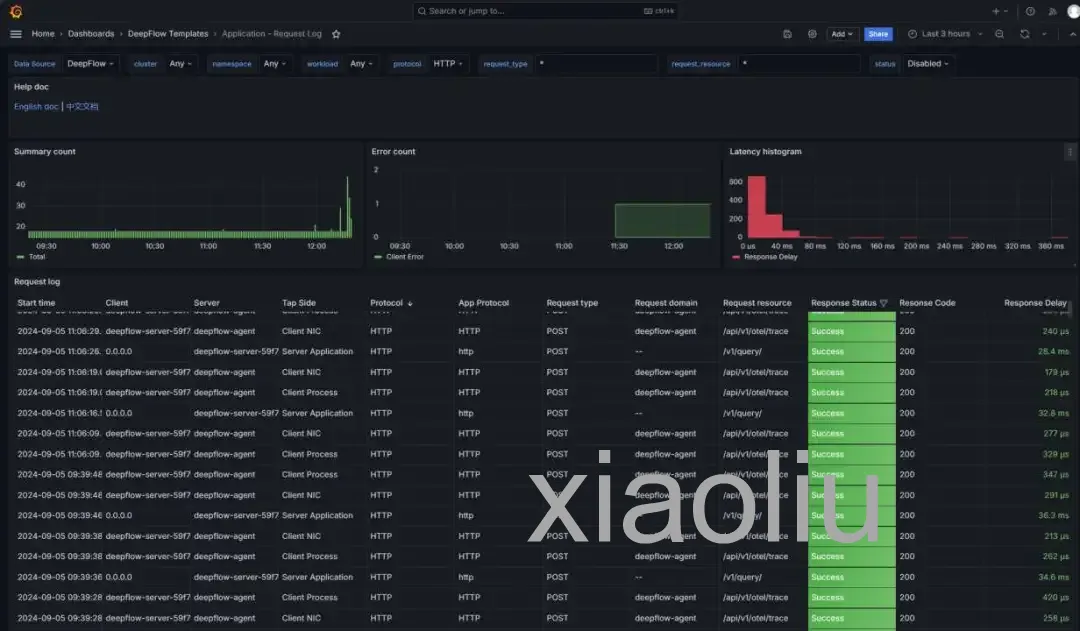 Search or jump to... ctrl+k
Home › Dashboards › DeepFlow Templates › Application - Request Log
Add Share Last 3 hours
Data Source DeepFlow cluster Any namespace Any workload Any protocol HTTP request_type * request_resource * status Disabled
Help doc
English doc | 中文文档
Summary count
40
30
20
09:30 10:00 10:30 11:00 11:30 12:00
Total
Error count
2
1
0
09:30 10:00 10:30 11:00 11:30 12:00
Client Error
Latency histogram
800
400
200
0
0 μs 40 ms 80 ms 120 ms 160 ms 200 ms 240 ms 280 ms 320 ms 360 ms
Response Delay
Request log
Start time Client Server Tap Side Protocol ↓ App Protocol Request type Request domain Request resource Response Status Resonse Code Response Delay
2024-09-05 11:06:29. deepflow-server-59f7 deepflow-agent Client NIC HTTP HTTP POST deepflow-agent /api/v1/otel/trace Success 200 240 μs
2024-09-05 11:06:26. 0.0.0.0 deepflow-server-59f7 Server Application HTTP http POST -- /v1/query/ Success 200 28.4 ms
2024-09-05 11:06:19.( deepflow-server-59f7 deepflow-agent Client NIC HTTP HTTP POST deepflow-agent /api/v1/otel/trace Success 200 179 μs
2024-09-05 11:06:19.( deepflow-server-59f7 deepflow-agent Client Process HTTP HTTP POST deepflow-agent /api/v1/otel/trace Success 200 218 μs
2024-09-05 11:06:16. 0.0.0.0 deepflow-server-59f7 Server Application HTTP http POST -- /v1/query/ Success 200 32.8 ms
2024-09-05 11:06:09. deepflow-server-59f7 deepflow-agent Client NIC HTTP HTTP POST deepflow-agent /api/v1/otel/trace Success 200 277 μs
2024-09-05 11:06:09. deepflow-server-59f7 deepflow-agent Client Process HTTP HTTP POST deepflow-agent /api/v1/otel/trace Success 200 329 μs
2024-09-05 09:39:48 deepflow-server-59f7 deepflow-agent Client Process HTTP HTTP POST deepflow-agent /api/v1/otel/trace Success 200 347 μs
2024-09-05 09:39:48 deepflow-server-59f7 deepflow-agent Client NIC HTTP HTTP POST deepflow-agent /api/v1/otel/trace Success 200 291 μs
2024-09-05 09:39:46 0.0.0.0 deepflow-server-59f7 Server Application HTTP http POST -- /v1/query/ Success 200 36.3 ms
2024-09-05 09:39:38 deepflow-server-59f7 deepflow-agent Client NIC HTTP HTTP POST deepflow-agent /api/v1/otel/trace Success 200 213 μs
2024-09-05 09:39:38 deepflow-server-59f7 deepflow-agent Client Process HTTP HTTP POST deepflow-agent /api/v1/otel/trace Success 200 262 μs
2024-09-05 09:39:36 0.0.0.0 deepflow-server-59f7 Server Application HTTP http POST -- /v1/query/ Success 200 34.6 ms
2024-09-05 09:39:28 deepflow-server-59f7 deepflow-agent Client Process HTTP HTTP POST deepflow-agent /api/v1/otel/trace Success 200 420 μs
2024-09-05 09:39:28 deepflow-server-59f7 deepflow-agent Client NIC HTTP HTTP POST deepflow-agent /api/v1/otel/trace Success 200 258 μs
xiaoliu